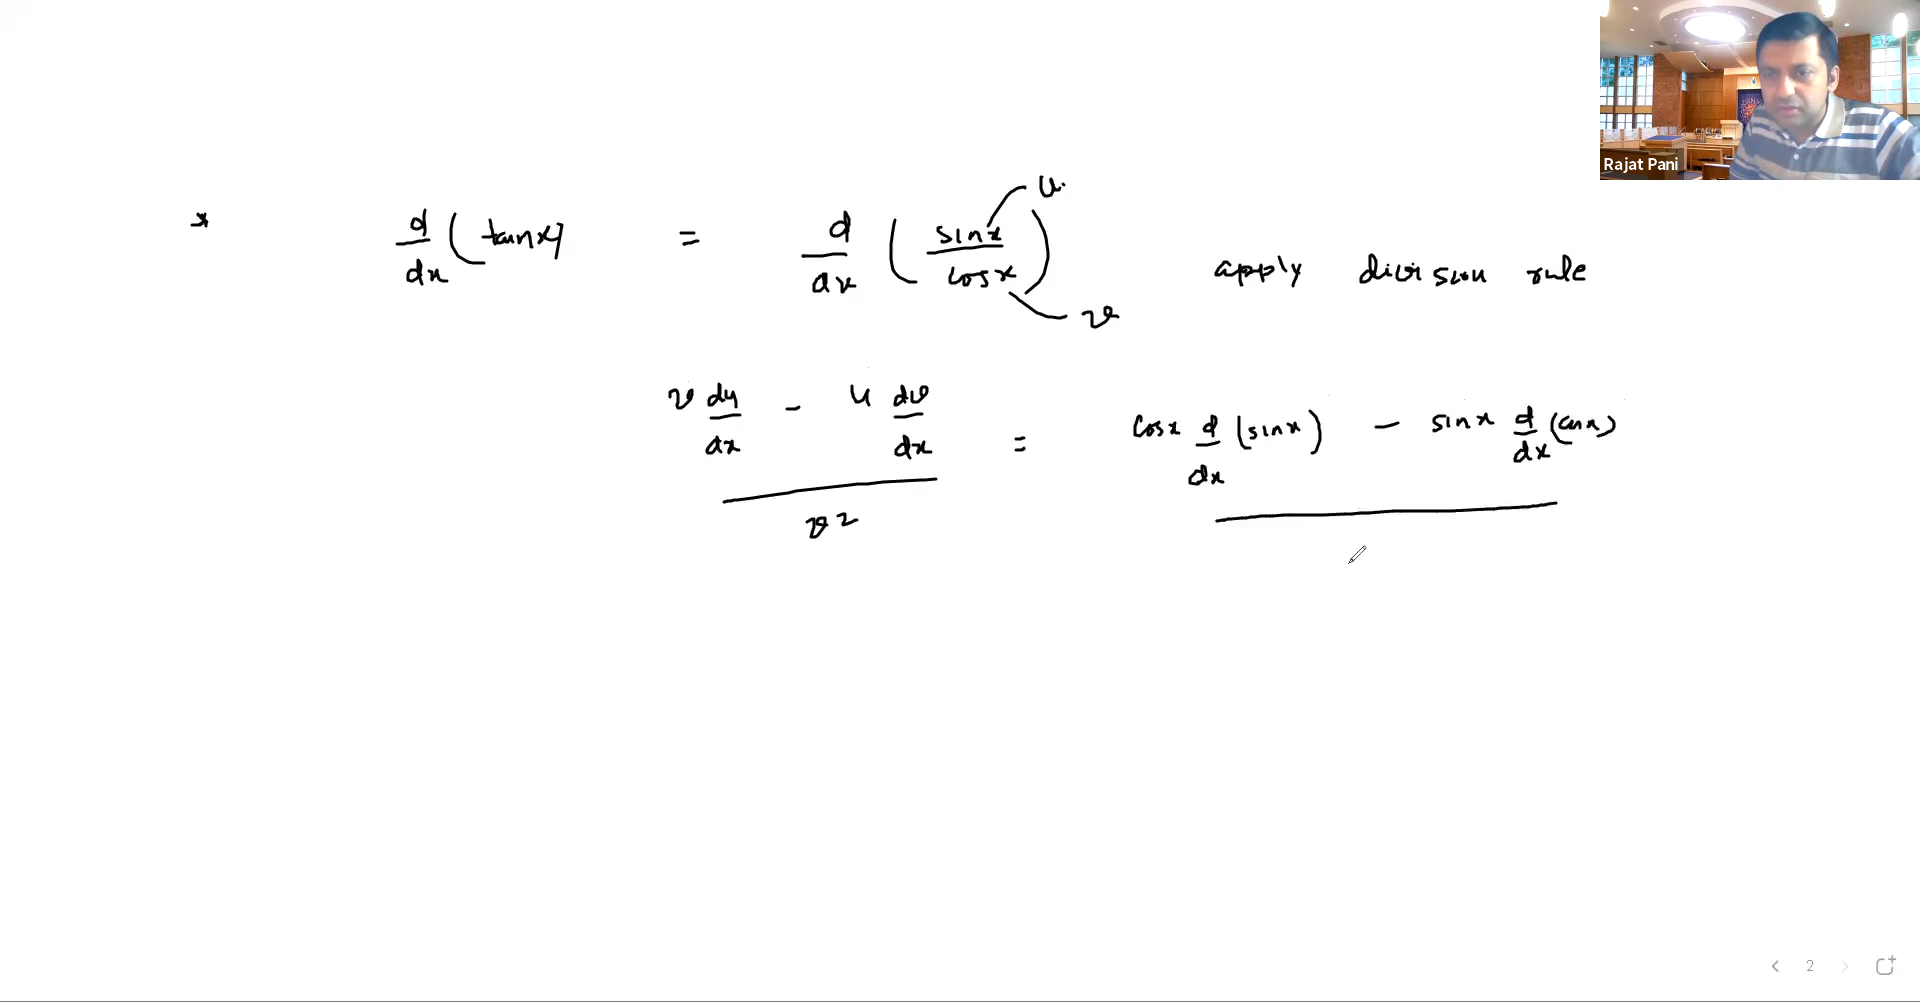 Rajat Pani
* d/dx (tanx) = d/dx (sinx/cosx) u. v apply division rule
v du/dx - u dv/dx / v2 = cosx d/dx (sinx) - sinx d/dx (cosx)
2